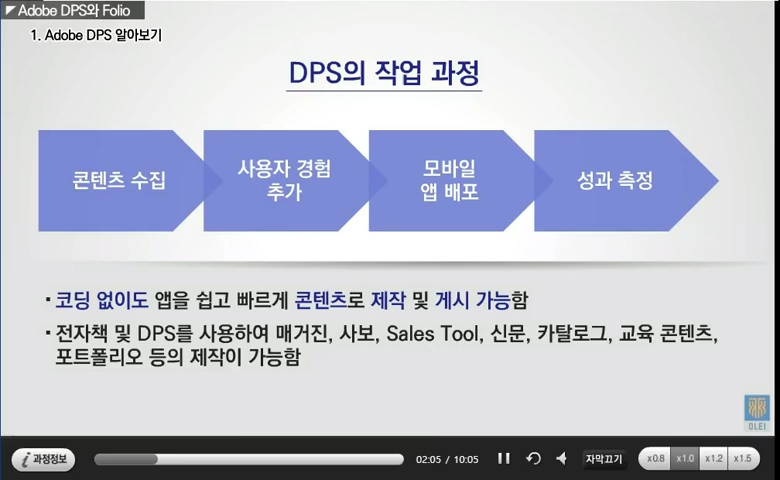 Adobe DPS와 Folio
1. Adobe DPS 알아보기
DPS의 작업 과정
콘텐츠 수집
사용자 경험
추가
모바일
앱 배포
성과 측정
▪ 코딩 없이도 앱을 쉽고 빠르게 콘텐츠로 제작 및 게시 가능함
▪ 전자책 및 DPS를 사용하여 매거진, 사보, Sales Tool, 신문, 카탈로그, 교육 콘텐츠,
포트폴리오 등의 제작이 가능함
DLEI
i 과정정보
02:05 / 10:05
자막끄기
x0.8 x1.0 x1.2 x1.5